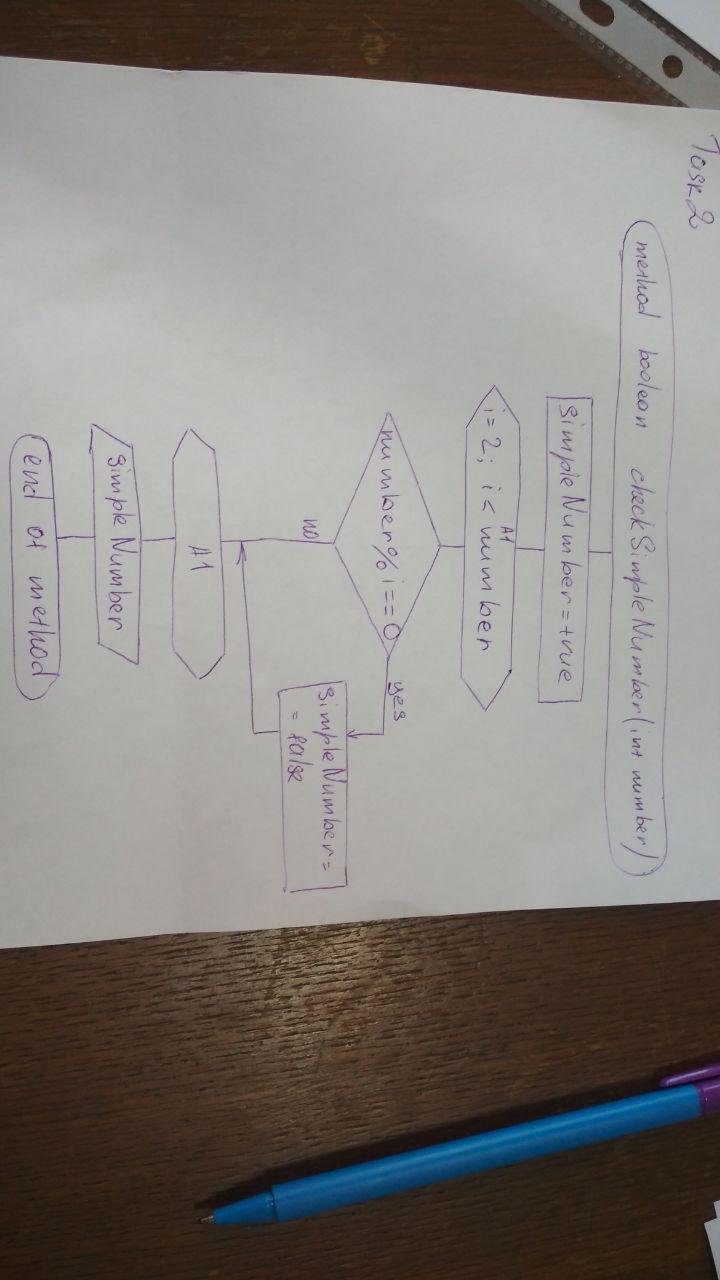 Task 2
method boolean checkSimpleNumber(int number)
simpleNumber = true
A1
i = 2; i < number
number % i == 0
yes
no
simpleNumber =
= false
A1
simpleNumber
end of method